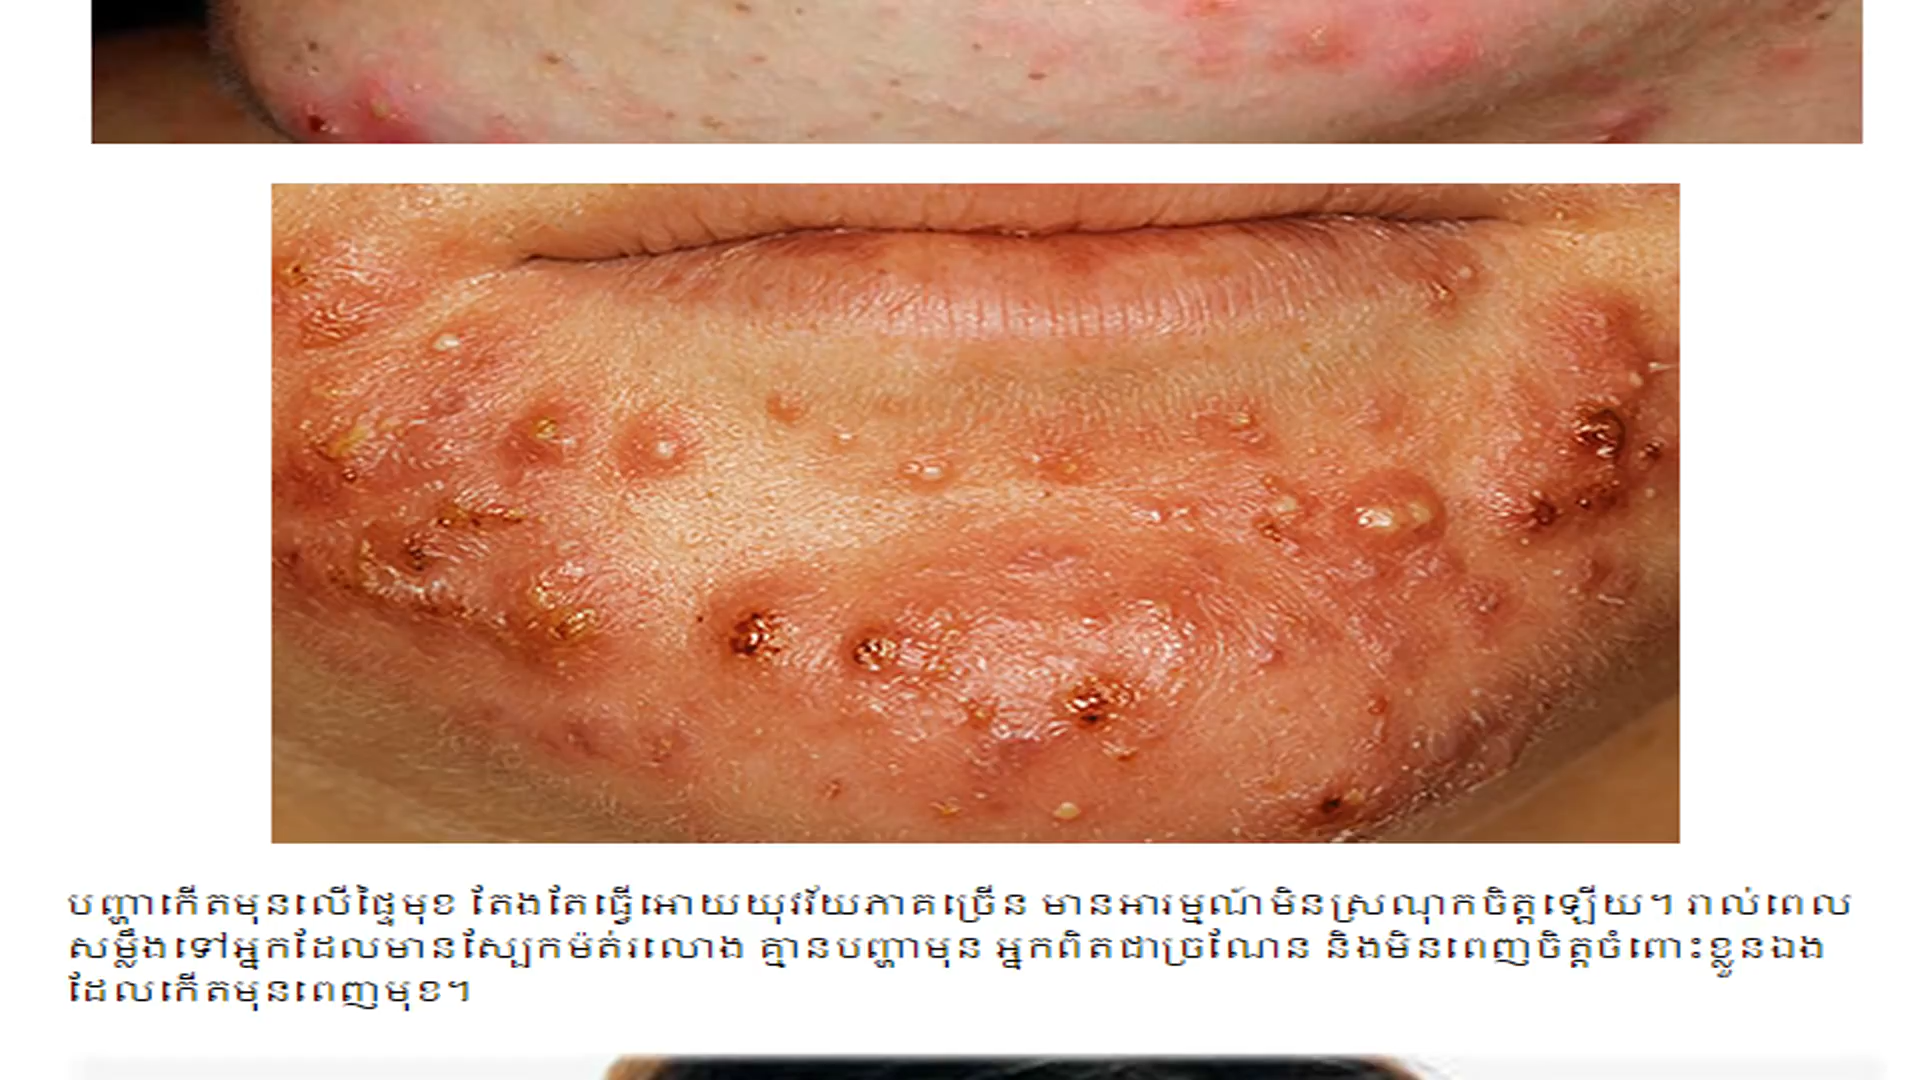 បញ្ហាកើតមុនលើផ្ទៃមុខ តែងតែធ្វើអោយយុវវ័យភាគច្រើន មានអារម្មណ៍មិនស្រណុកចិត្តឡើយ។ រាល់ពេល
សម្លឹងទៅអ្នកដែលមានស្បែកម៉ត់រលោង គ្មានបញ្ហាមុន អ្នកពិតជាច្រណែន និងមិនពេញចិត្តចំពោះខ្លួនឯង
ដែលកើតមុនពេញមុខ។